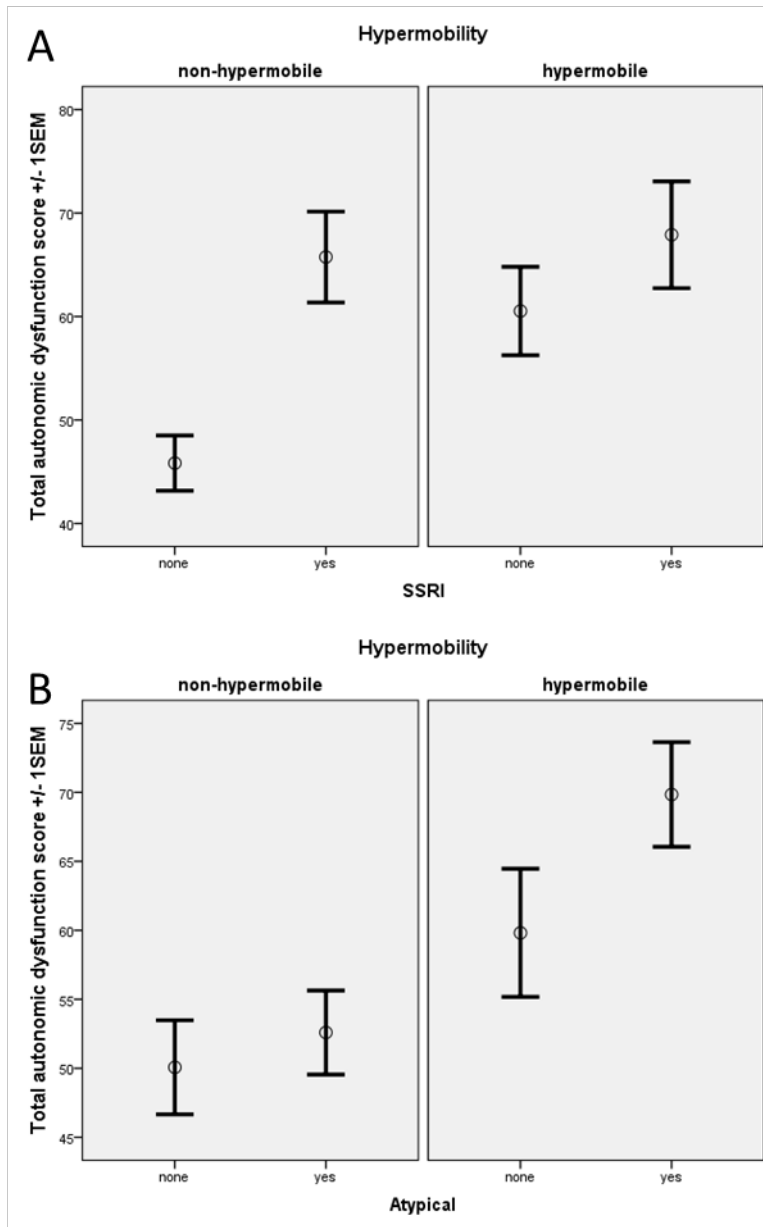 A
Hypermobility
non-hypermobile hypermobile
Total autonomic dysfunction score +/- 1SEM
80
70
60
50
40
none yes none yes
SSRI
Hypermobility
B
non-hypermobile hypermobile
Total autonomic dysfunction score +/- 1SEM
75
70
65
60
55
50
45
none yes none yes
Atypical